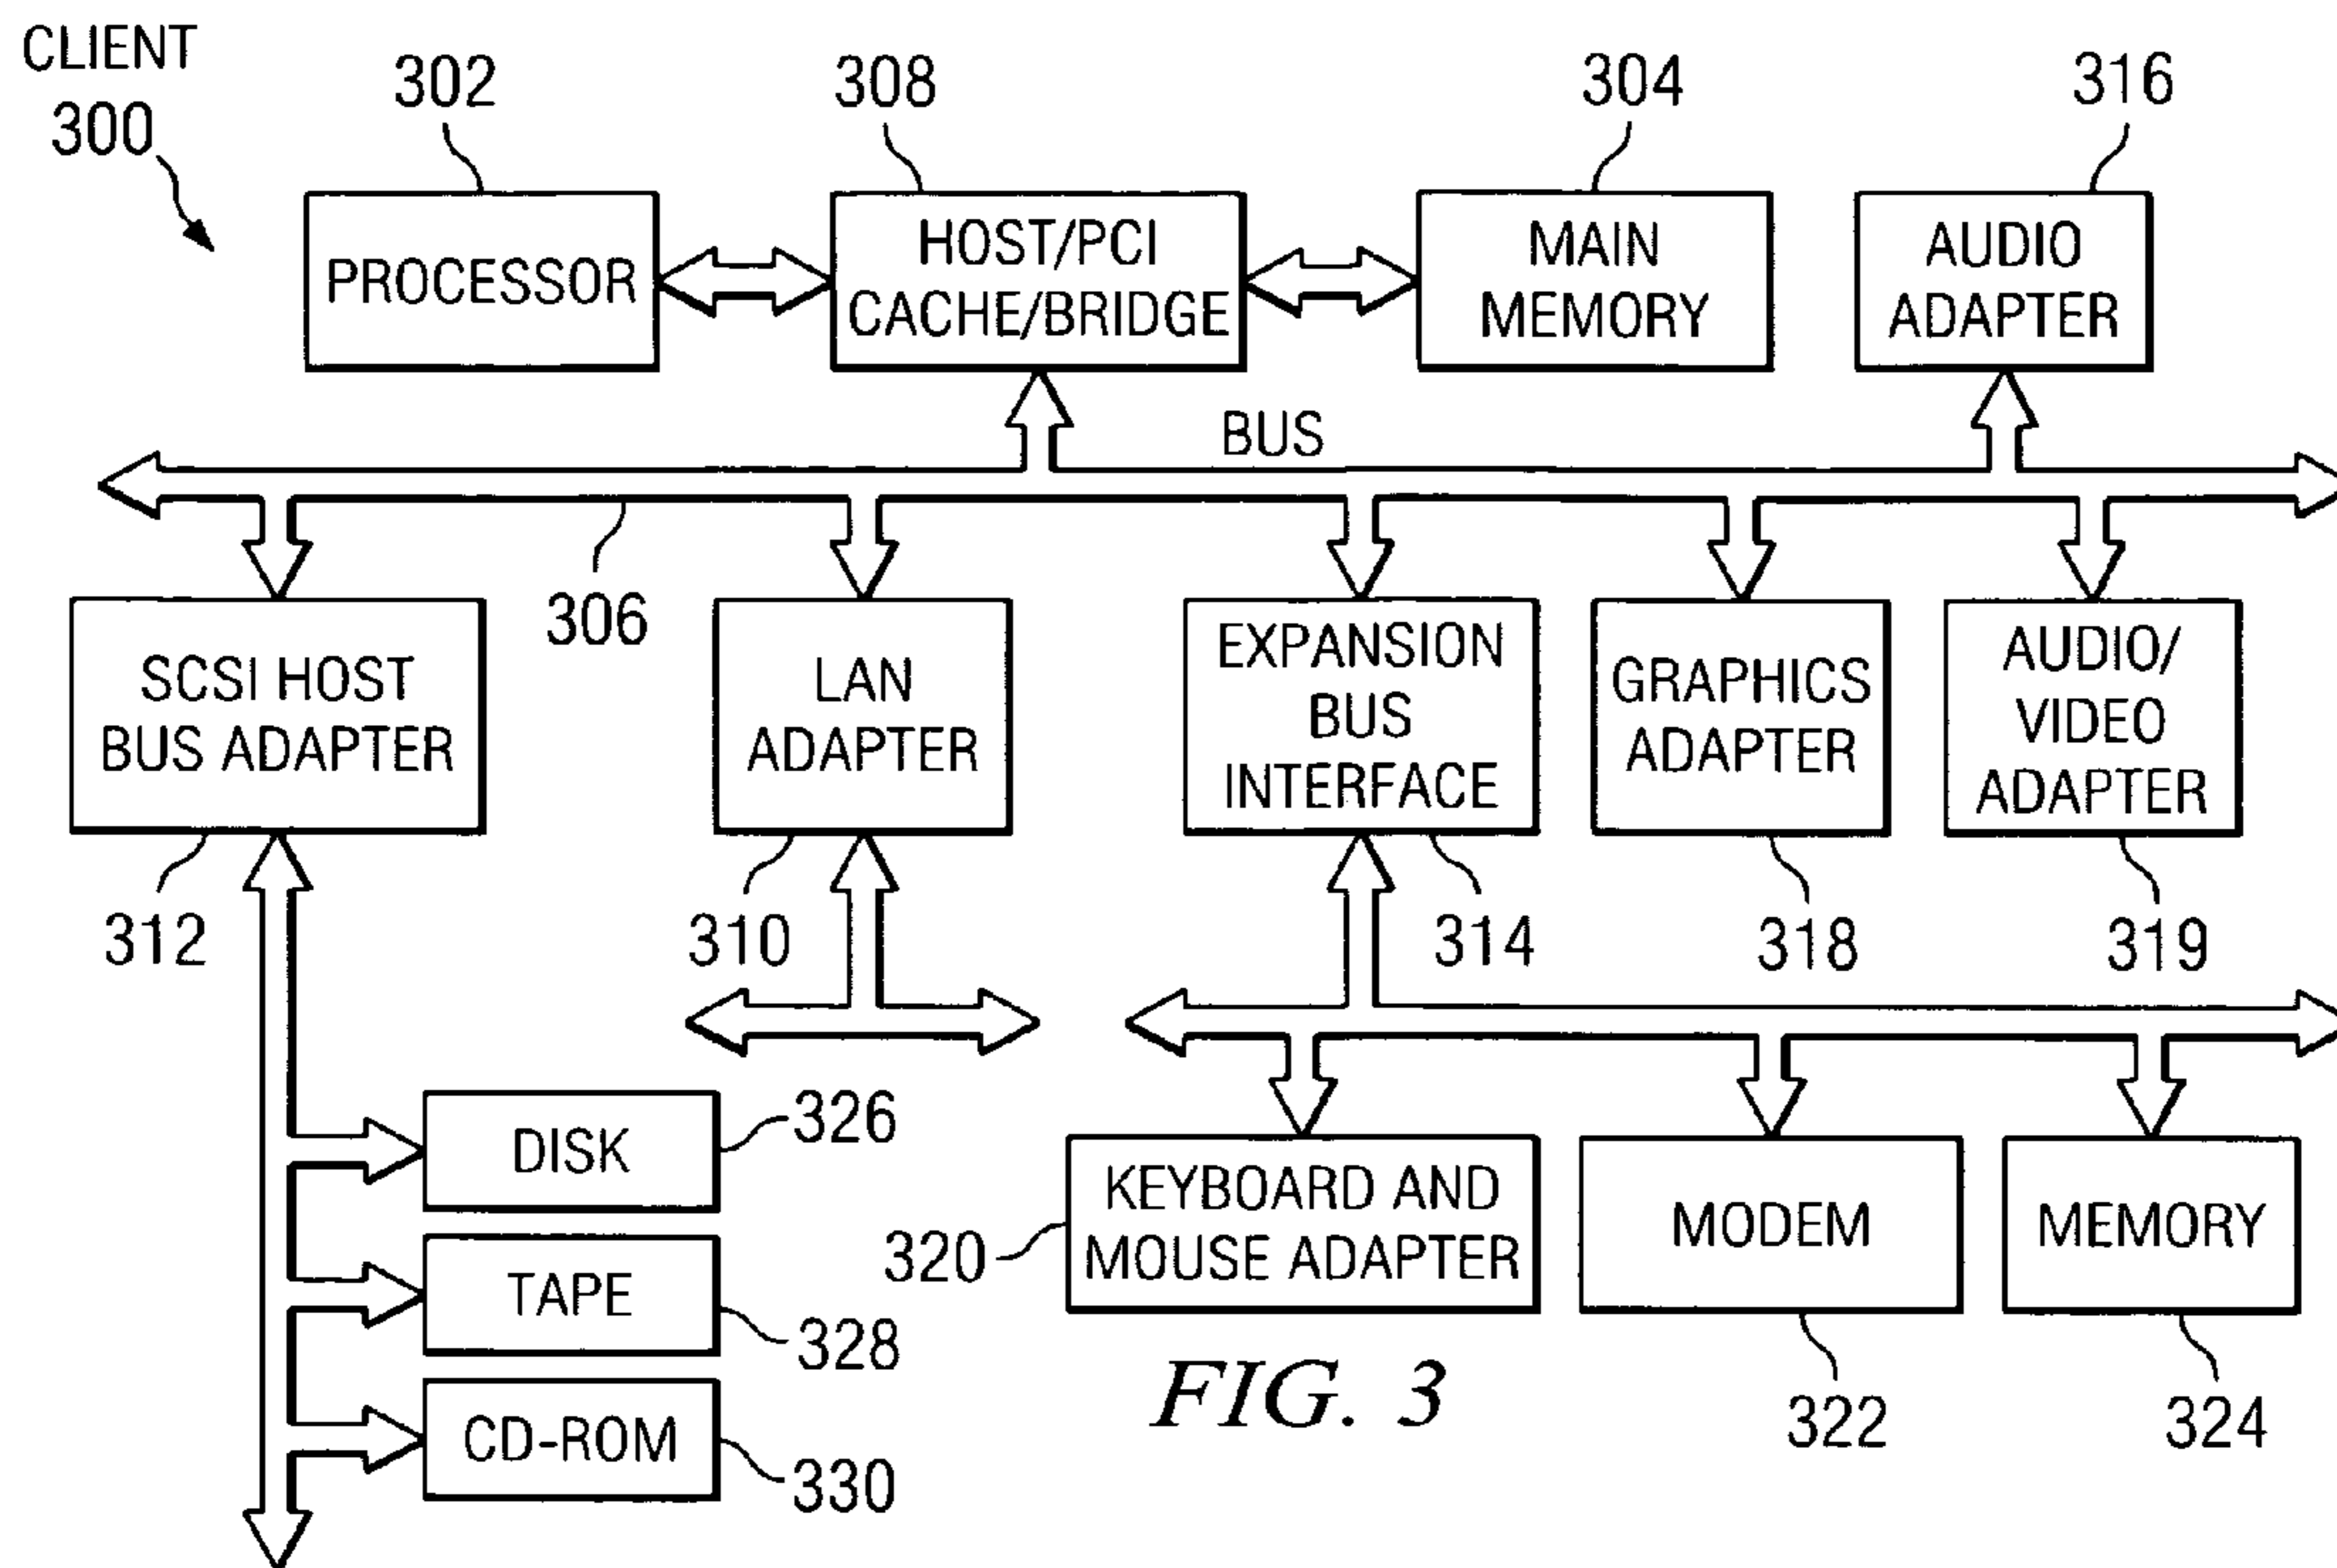 CLIENT
300
302
308
304
316
PROCESSOR
HOST/PCI
CACHE/BRIDGE
MAIN
MEMORY
AUDIO
ADAPTER
BUS
306
SCSI HOST
BUS ADAPTER
LAN
ADAPTER
EXPANSION
BUS
INTERFACE
GRAPHICS
ADAPTER
AUDIO/
VIDEO
ADAPTER
312
310
314
318
319
DISK
326
TAPE
328
CD-ROM
330
320
KEYBOARD AND
MOUSE ADAPTER
MODEM
MEMORY
322
324
FIG. 3